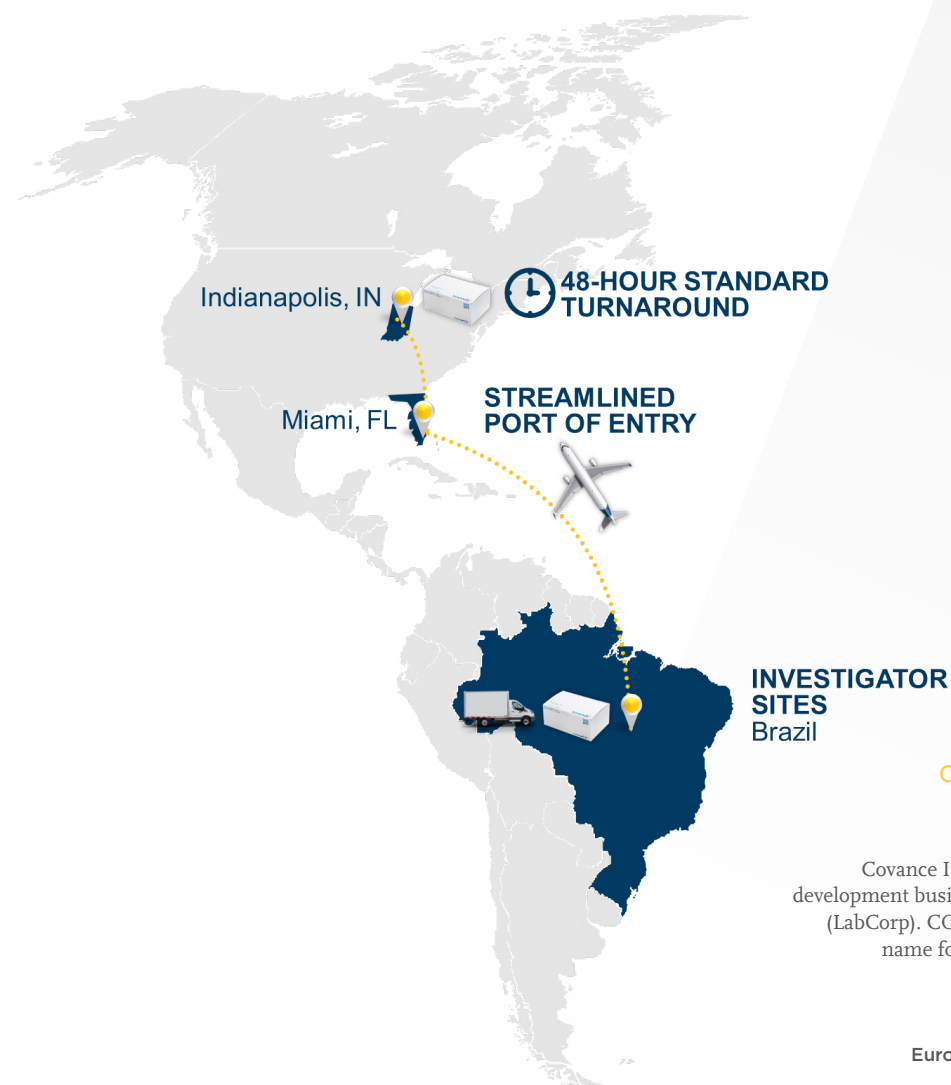 Indianapolis, IN
48-HOUR STANDARD
TURNAROUND
Miami, FL
STREAMLINED
PORT OF ENTRY
INVESTIGATOR
SITES
Brazil
Covance I
development busi
(LabCorp). CO
name fo
Euro